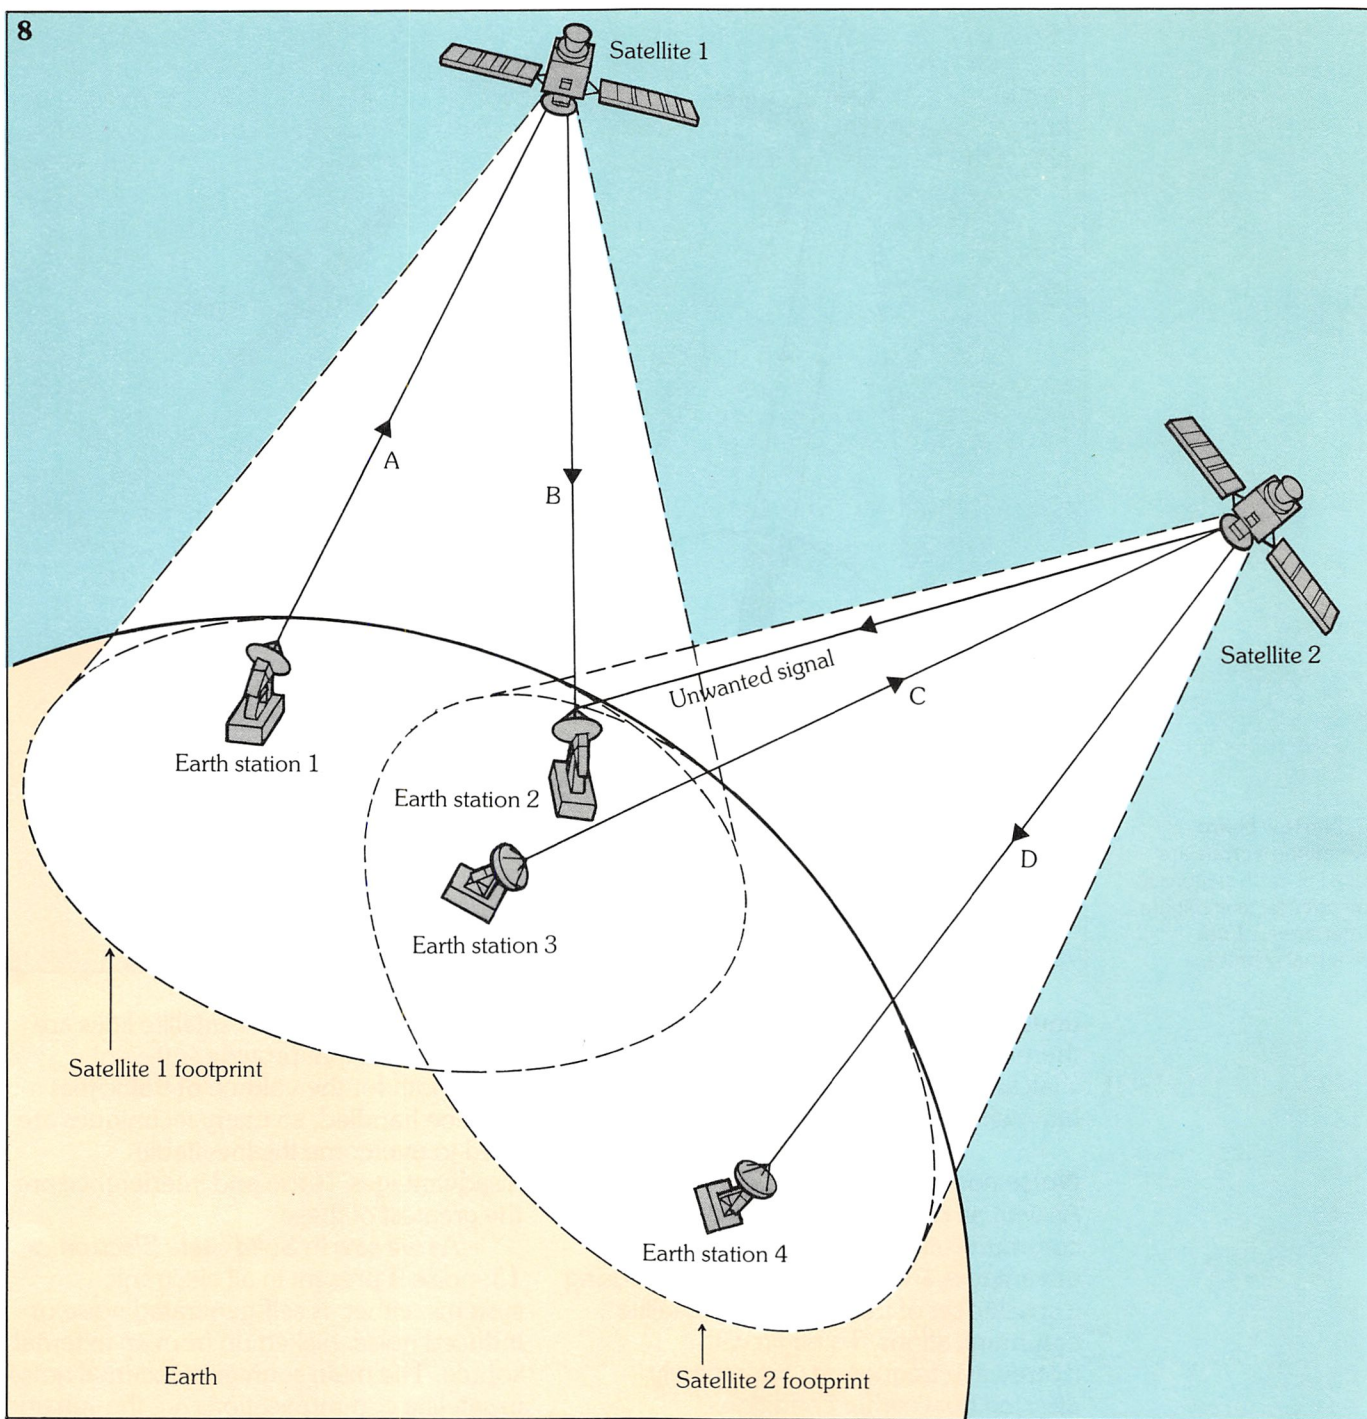 8
Satellite 1
A
B
Satellite 2
Unwanted signal
C
Earth station 1
Earth station 2
D
Earth station 3
Satellite 1 footprint
Earth station 4
Earth
Satellite 2 footprint